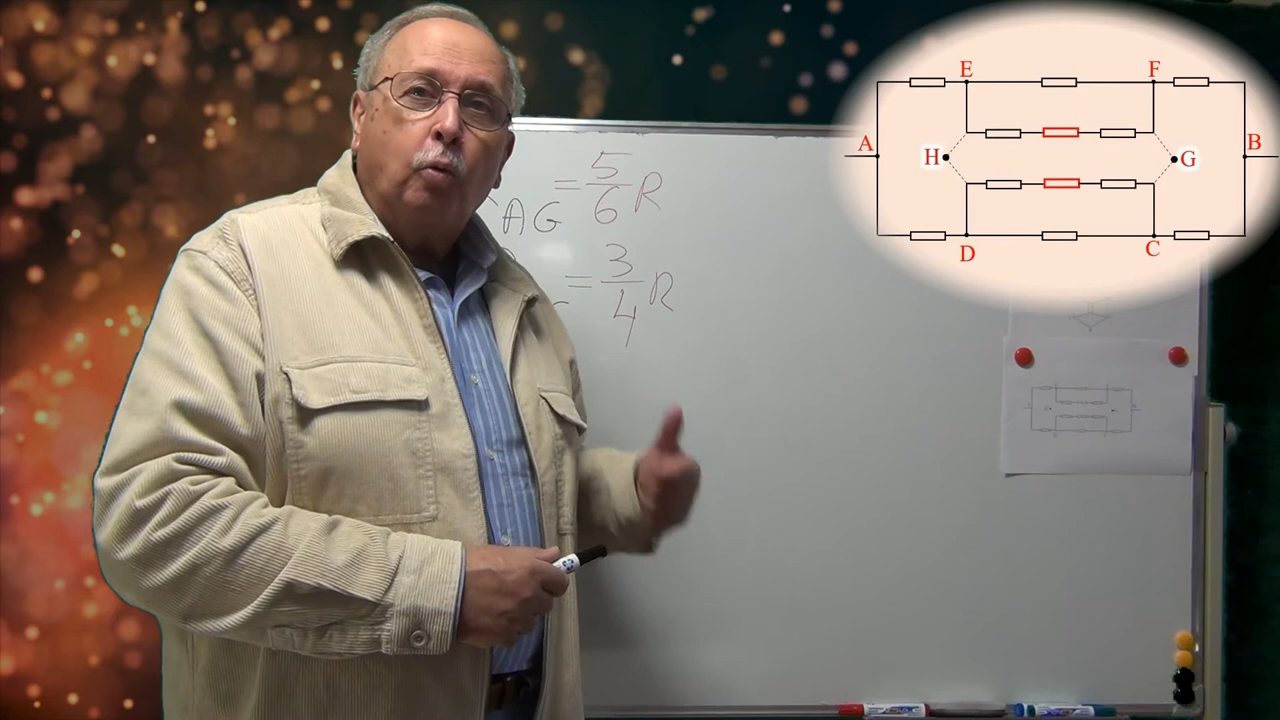 AG = 5/6 R
= 3/4 R
E F
A H G B
D C